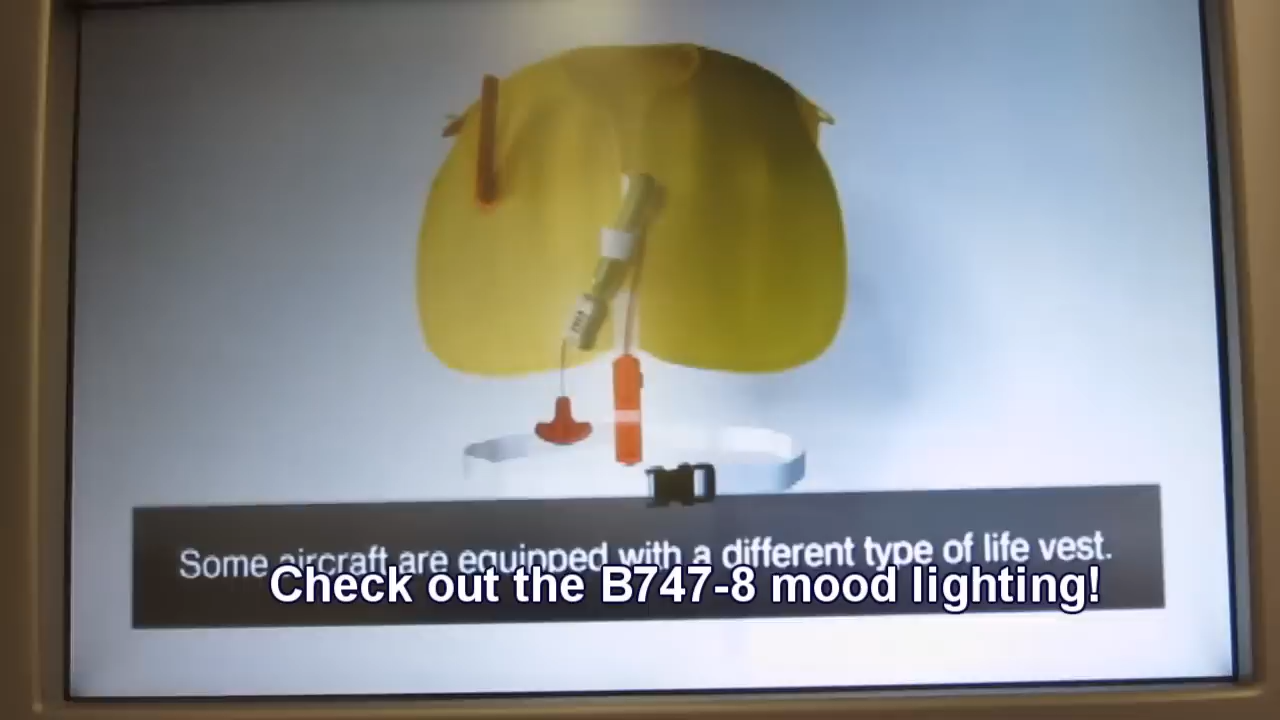 Some aircraft are equipped with a different type of life vest.
Check out the B747-8 mood lighting!